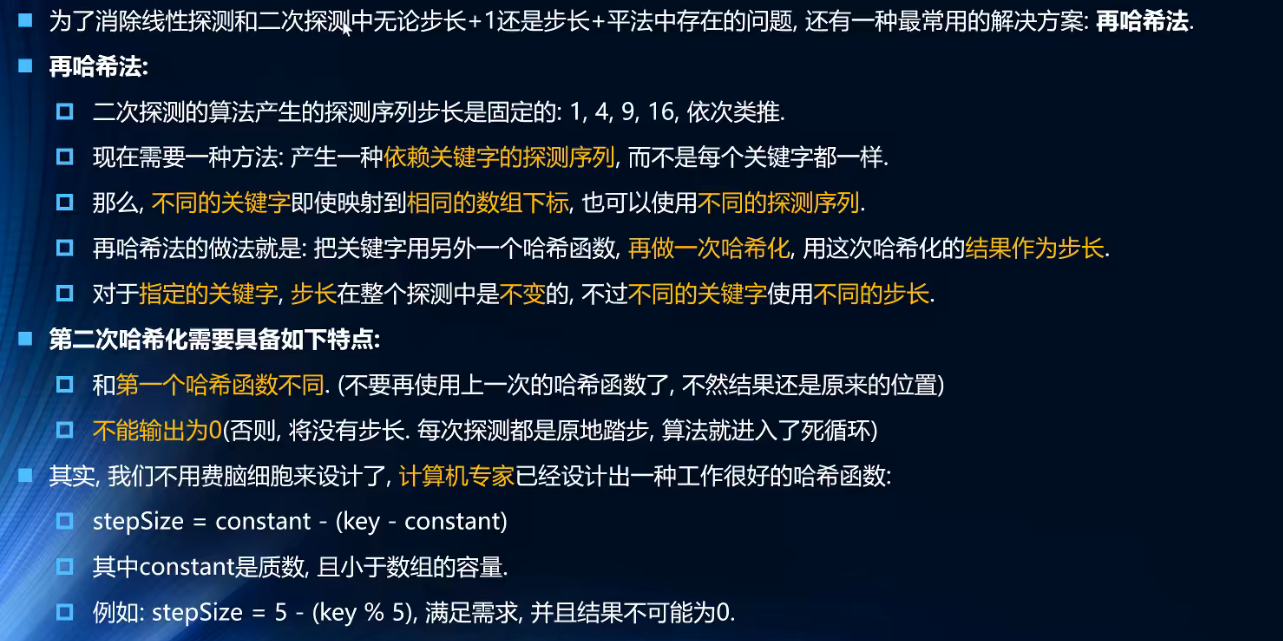 为了消除线性探测和二次探测中无论步长+1还是步长+平法中存在的问题, 还有一种最常用的解决方案: 再哈希法.
再哈希法:
二次探测的算法产生的探测序列步长是固定的: 1, 4, 9, 16, 依次类推.
现在需要一种方法: 产生一种依赖关键字的探测序列, 而不是每个关键字都一样.
那么, 不同的关键字即使映射到相同的数组下标, 也可以使用不同的探测序列.
再哈希法的做法就是: 把关键字用另外一个哈希函数, 再做一次哈希化, 用这次哈希化的结果作为步长.
对于指定的关键字, 步长在整个探测中是不变的, 不过不同的关键字使用不同的步长.
第二次哈希化需要具备如下特点:
和第一个哈希函数不同. (不要再使用上一次的哈希函数了, 不然结果还是原来的位置)
不能输出为0(否则, 将没有步长. 每次探测都是原地踏步, 算法就进入了死循环)
其实, 我们不用费脑细胞来设计了, 计算机专家已经设计出一种工作很好的哈希函数:
stepSize = constant - (key - constant)
其中constant是质数, 且小于数组的容量.
例如: stepSize = 5 - (key % 5), 满足需求, 并且结果不可能为0.